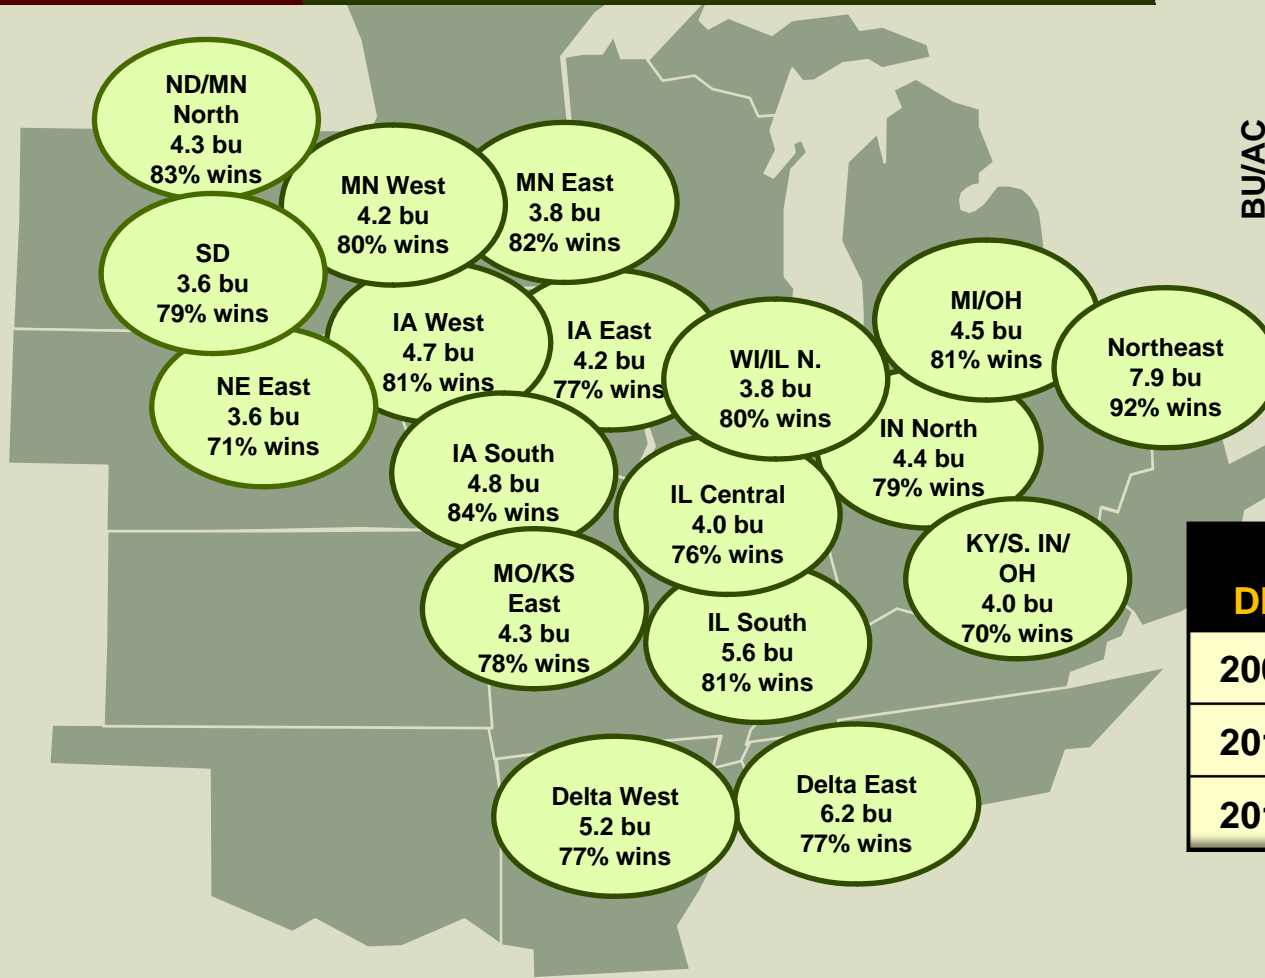 ND/MN
North
4.3 bu
83% wins
MN West
4.2 bu
80% wins
MN East
3.8 bu
82% wins
SD
3.6 bu
79% wins
IA West
4.7 bu
81% wins
IA East
4.2 bu
77% wins
WI/IL N.
3.8 bu
80% wins
MI/OH
4.5 bu
81% wins
Northeast
7.9 bu
92% wins
NE East
3.6 bu
71% wins
IA South
4.8 bu
84% wins
IL Central
4.0 bu
76% wins
IN North
4.4 bu
79% wins
KY/S. IN/
OH
4.0 bu
70% wins
MO/KS
East
4.3 bu
78% wins
IL South
5.6 bu
81% wins
Delta West
5.2 bu
77% wins
Delta East
6.2 bu
77% wins
BU/AC